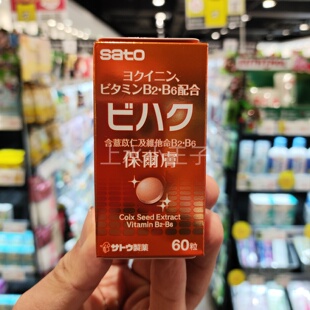 sato
ヨクイニン、
ビタミンB2・B6配合
ビハク
含薏苡仁及維他命B2・B6
保爾膚
Coix Seed Extract
Vitamin B2・B6
サトウ製薬
60粒